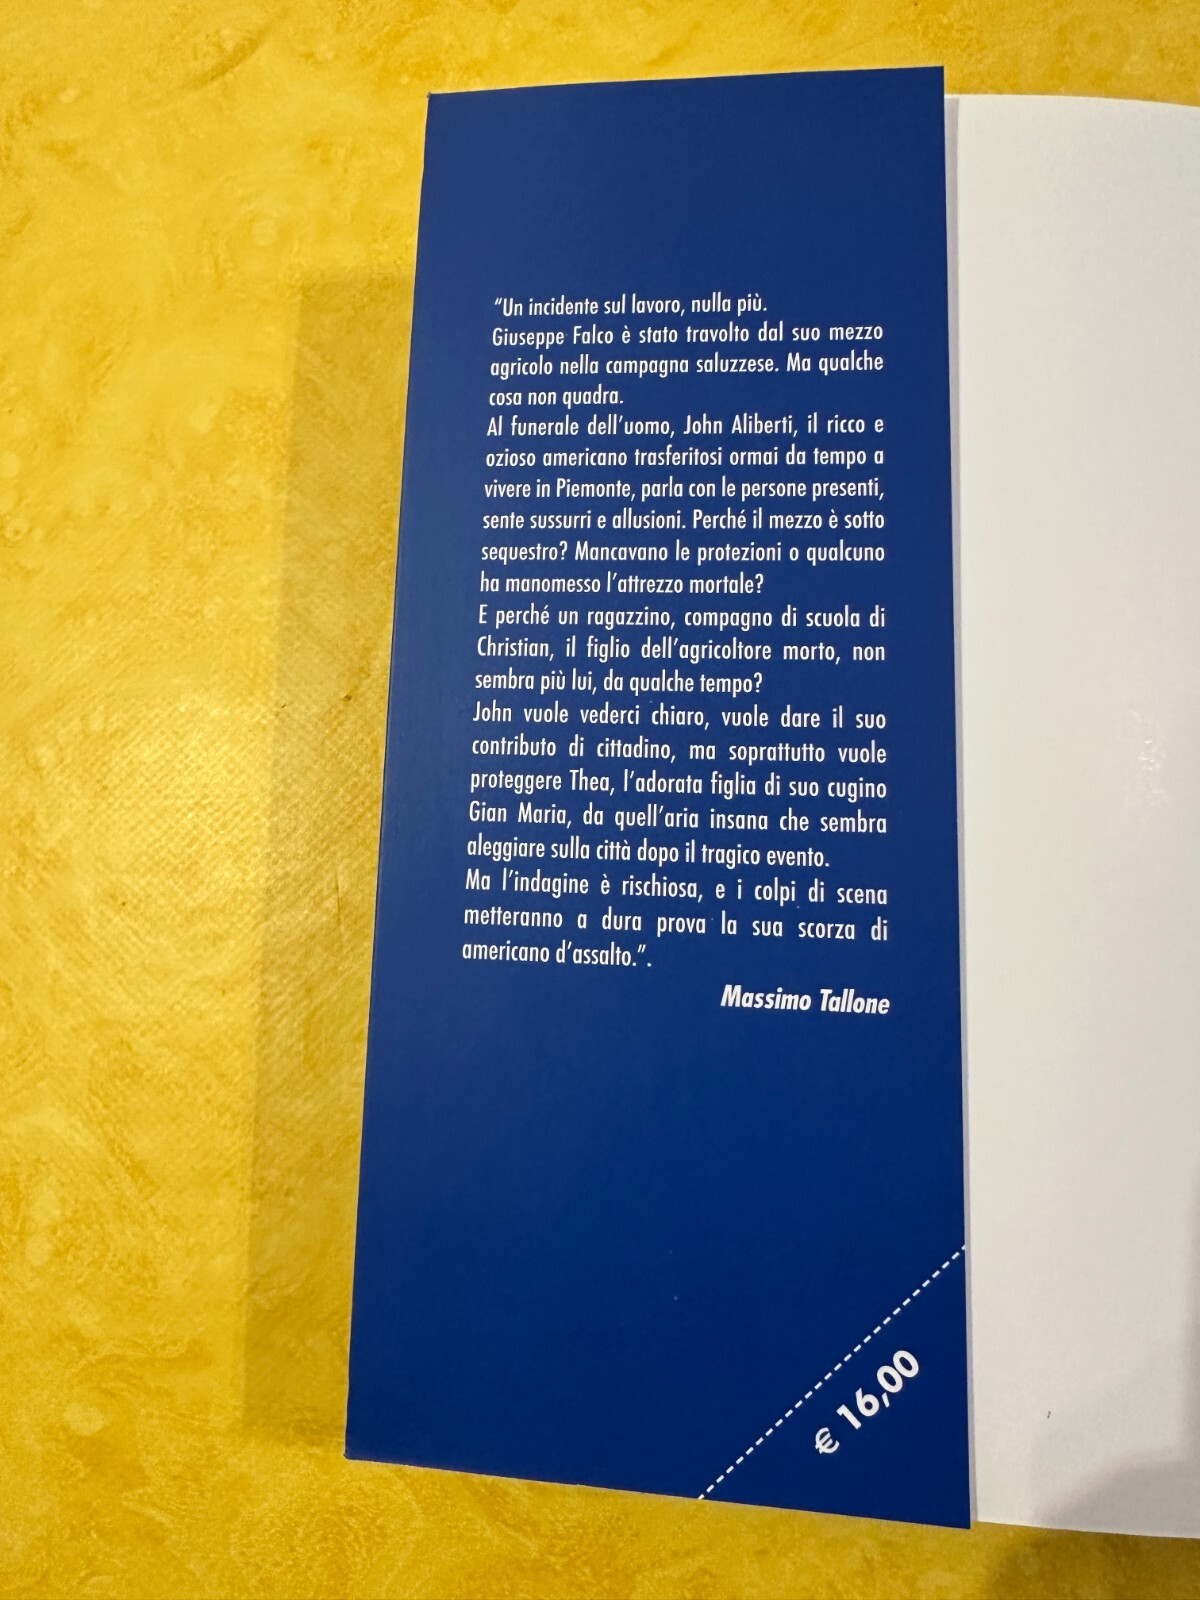 “Un incidente sul lavoro, nulla più.
Giuseppe Falco è stato travolto dal suo mezzo
agricolo nella campagna saluzzese. Ma qualche
cosa non quadra.
Al funerale dell’uomo, John Aliberti, il ricco e
ozioso americano trasferitosi ormai da tempo a
vivere in Piemonte, parla con le persone presenti,
sente sussurri e allusioni. Perché il mezzo è sotto
sequestro? Mancavano le protezioni o qualcuno
ha manomesso l’attrezzo mortale?
E perché un ragazzino, compagno di scuola di
Christian, il figlio dell’agricoltore morto, non
sembra più lui, da qualche tempo?
John vuole vederci chiaro, vuole dare il suo
contributo di cittadino, ma soprattutto vuole
proteggere Thea, l’adorata figlia di suo cugino
Gian Maria, da quell’aria insana che sembra
aleggiare sulla città dopo il tragico evento.
Ma l’indagine è rischiosa, e i colpi di scena
metteranno a dura prova la sua scorza di
americano d’assalto.”.
Massimo Tallone
€ 16,00